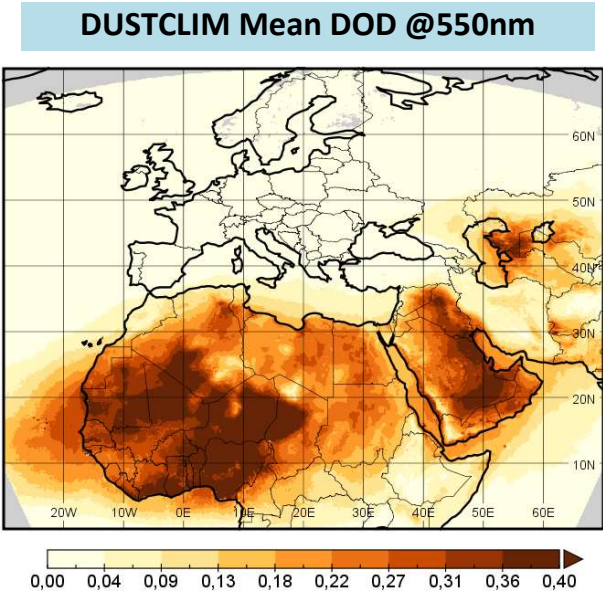 DUSTCLIM Mean DOD @550nm
60N
50N
40N
30N
20N
10N
20W 10W 0E 10E 20E 30E 40E 50E 60E
0,00 0,04 0,09 0,13 0,18 0,22 0,27 0,31 0,36 0,40